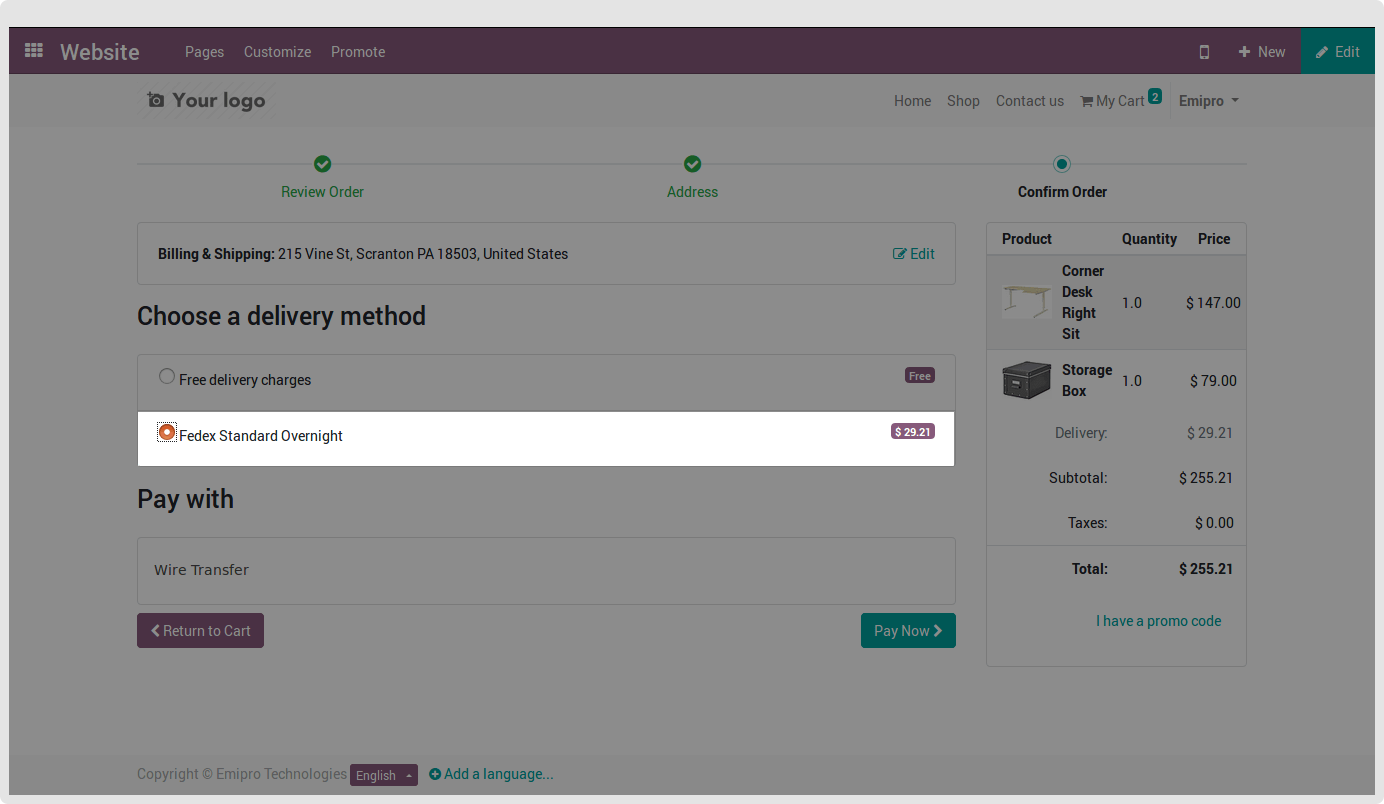 Website Pages Customize Promote New Edit
Your logo Home Shop Contact us My Cart 2 Emipro
Review Order Address Confirm Order
Billing & Shipping: 215 Vine St, Scranton PA 18503, United States Edit
Choose a delivery method
Free delivery charges Free
Fedex Standard Overnight $ 29.21
Pay with
Wire Transfer
Return to Cart Pay Now
Product Quantity Price
Corner
Desk
Right
Sit
1.0 $ 147.00
Storage
Box
1.0 $ 79.00
Delivery: $ 29.21
Subtotal: $ 255.21
Taxes: $ 0.00
Total: $ 255.21
I have a promo code
Copyright © Emipro Technologies English Add a language...